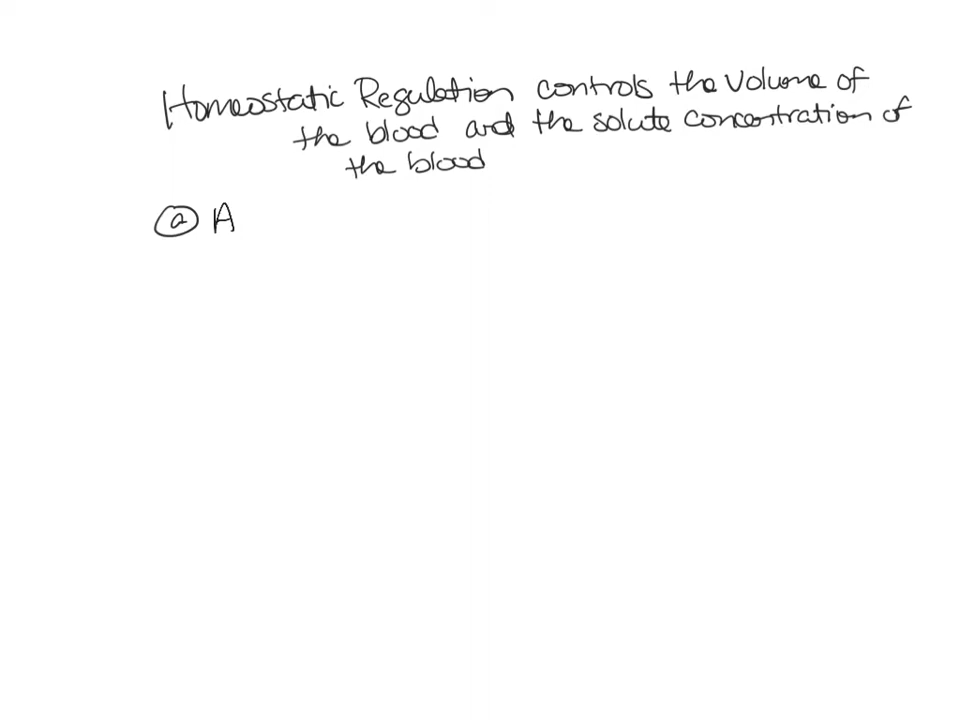 Homeostatic Regulation controls the volume of
the blood and the solute concentration of
the blood
ⓐ A